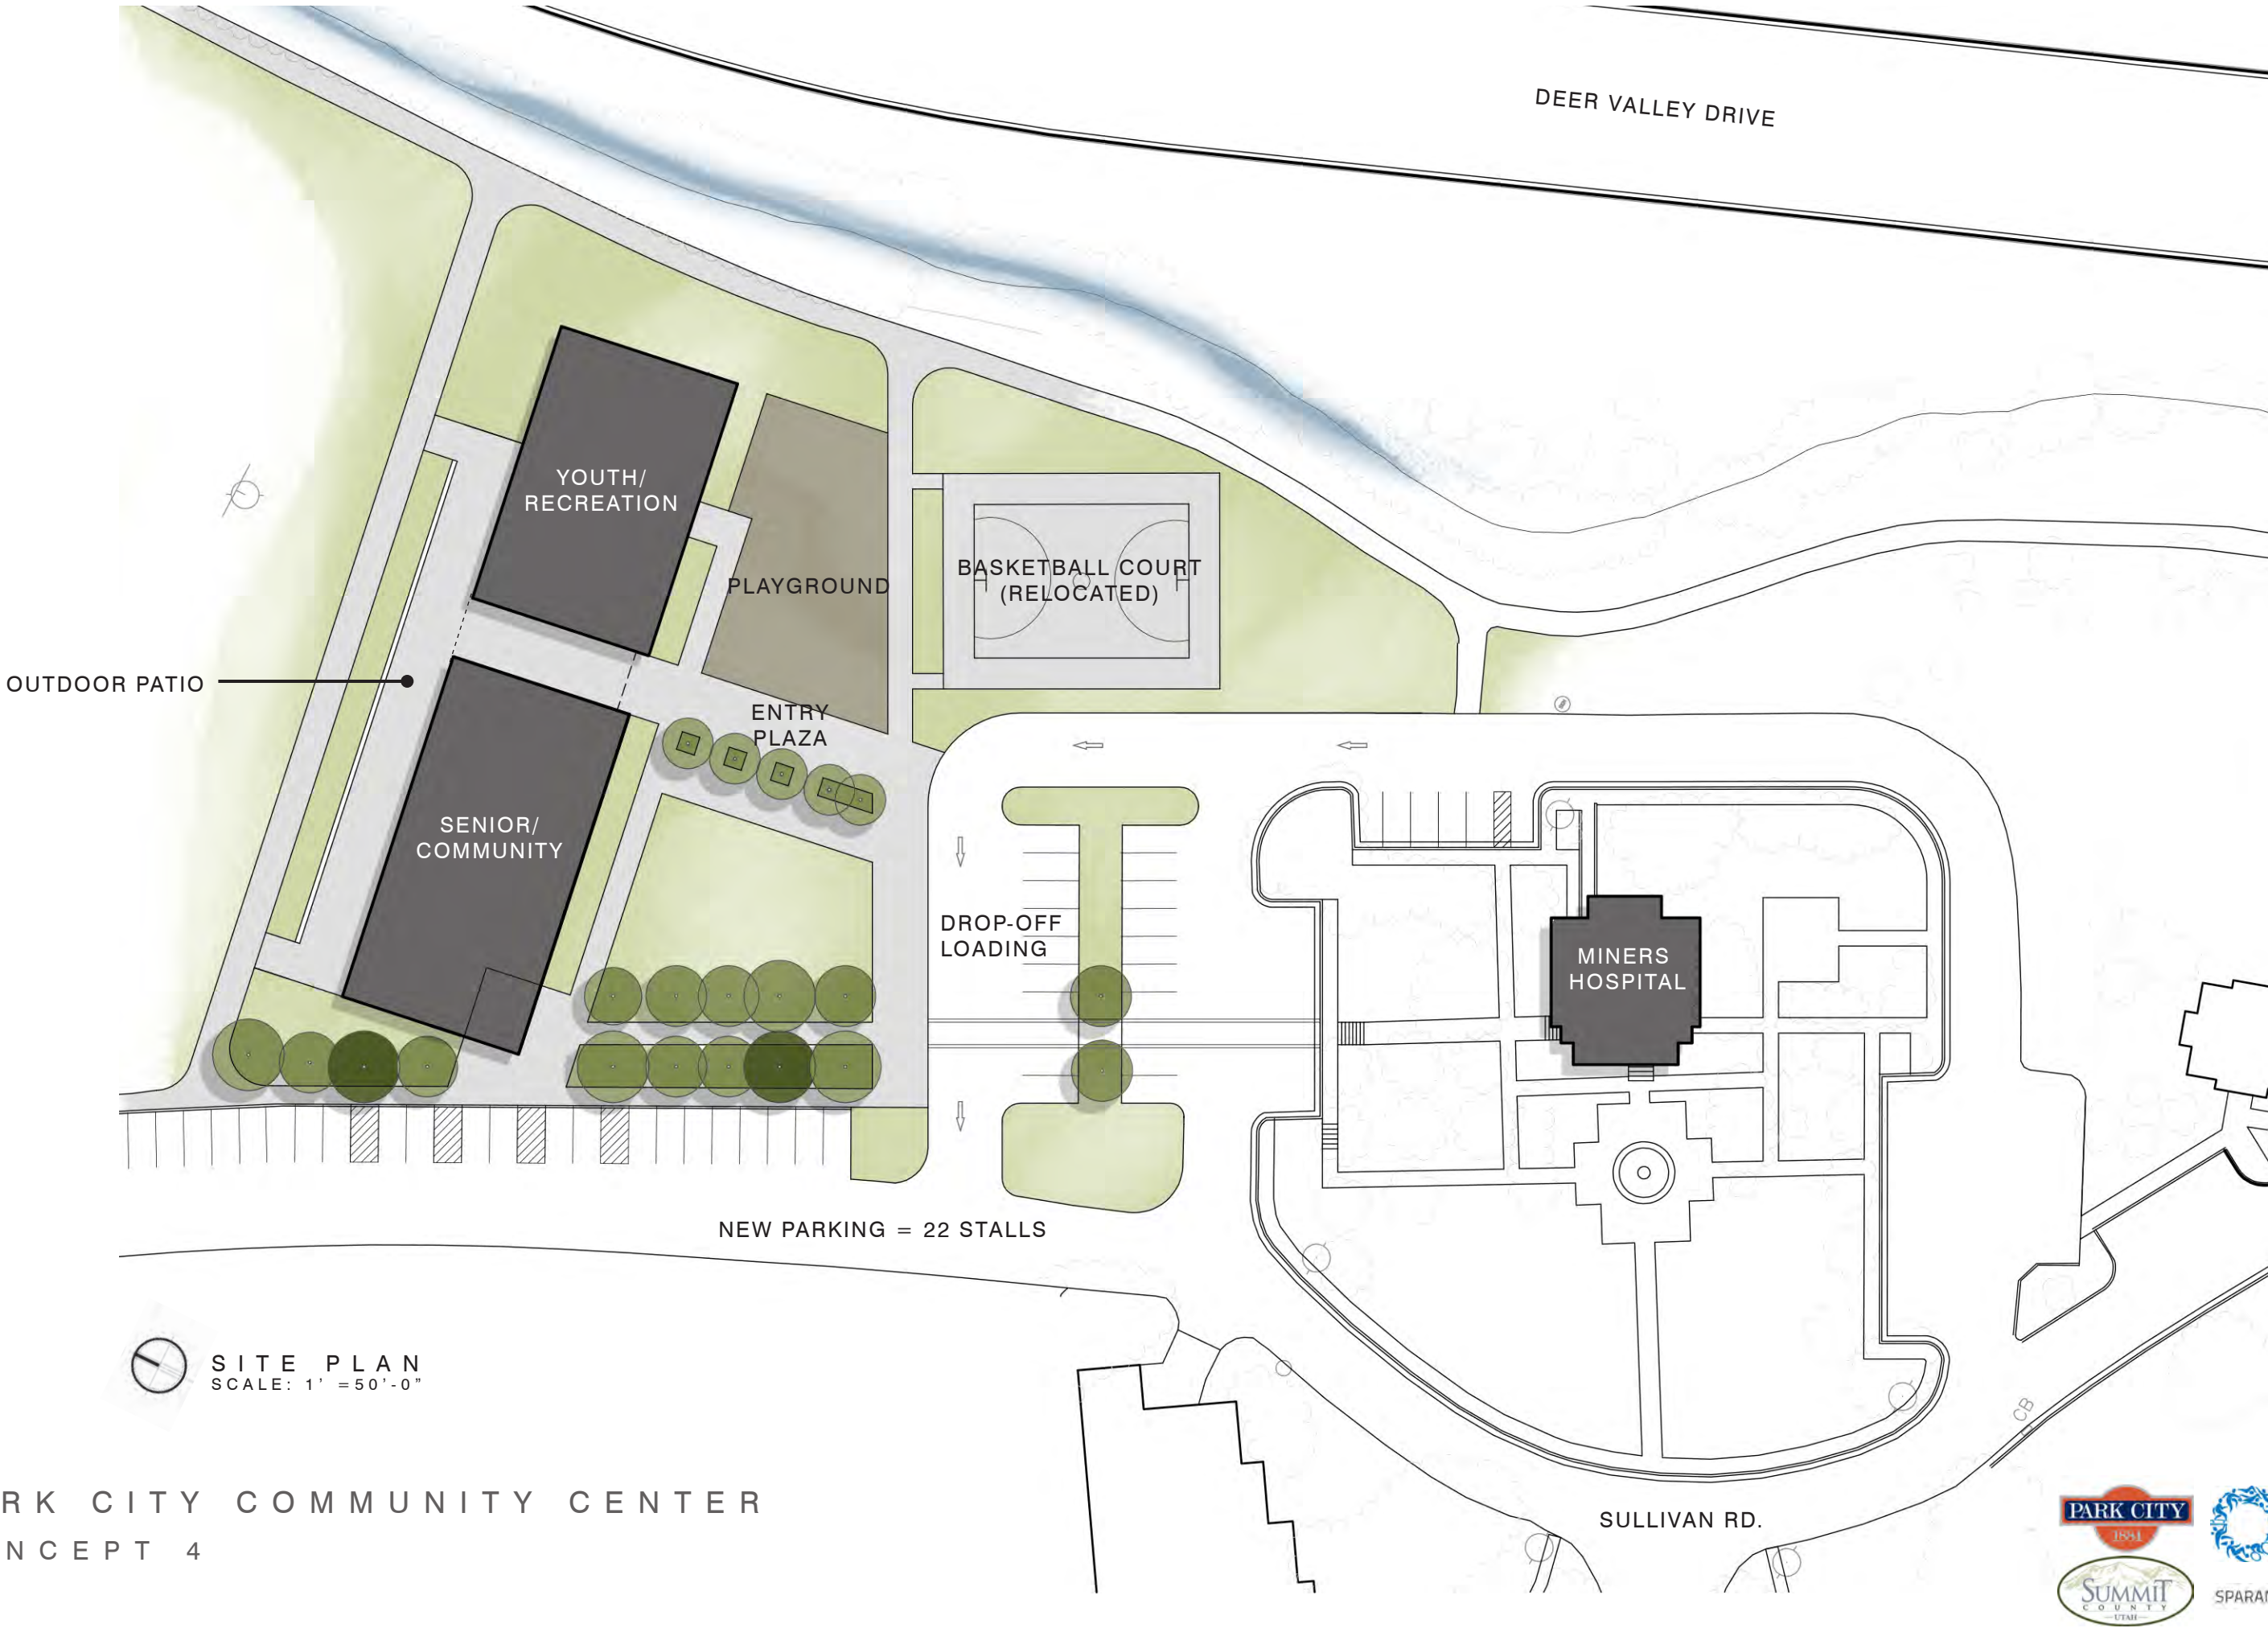 DEER VALLEY DRIVE
YOUTH/
RECREATION
PLAYGROUND
BASKETBALL COURT
(RELOCATED)
OUTDOOR PATIO
ENTRY
PLAZA
SENIOR/
COMMUNITY
DROP-OFF
LOADING
MINERS
HOSPITAL
NEW PARKING = 22 STALLS
SITE PLAN
SCALE: 1' =50'-0"
CB
RK CITY COMMUNITY CENTER
NCEPT 4
SULLIVAN RD.
PARK CITY
1884
SUMMIT
COUNTY
UTAH
SPARAN